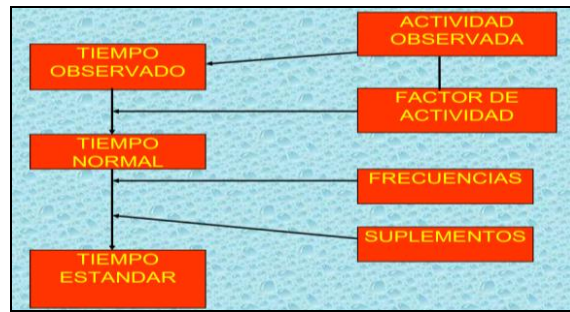 ACTIVIDAD
OBSERVADA
TIEMPO
OBSERVADO
FACTOR DE
ACTIVIDAD
TIEMPO
NORMAL
FRECUENCIAS
SUPLEMENTOS
TIEMPO
ESTANDAR